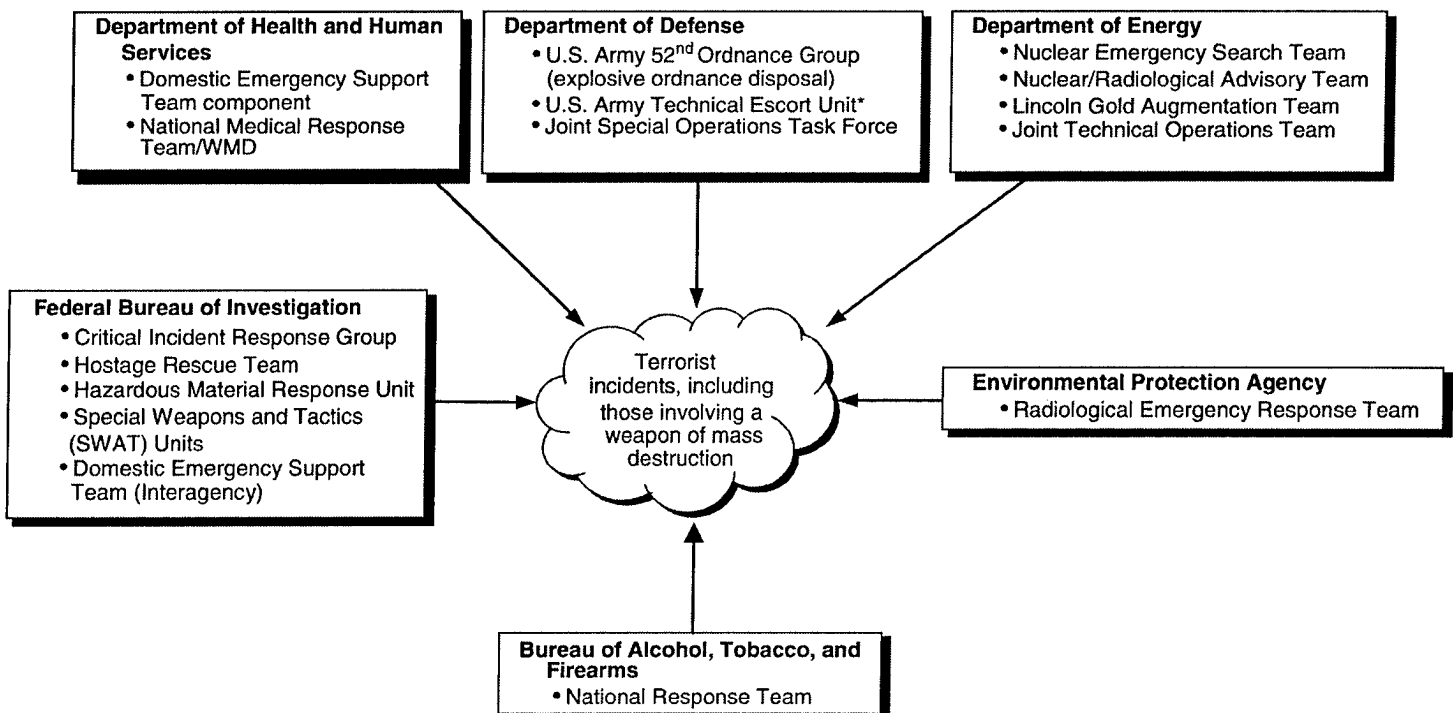 Department of Health and Human
Services
• Domestic Emergency Support
Team component
• National Medical Response
Team/WMD
Department of Defense
• U.S. Army 52nd Ordnance Group
(explosive ordnance disposal)
• U.S. Army Technical Escort Unit*
• Joint Special Operations Task Force
Department of Energy
• Nuclear Emergency Search Team
• Nuclear/Radiological Advisory Team
• Lincoln Gold Augmentation Team
• Joint Technical Operations Team
Federal Bureau of Investigation
• Critical Incident Response Group
• Hostage Rescue Team
• Hazardous Material Response Unit
• Special Weapons and Tactics
(SWAT) Units
• Domestic Emergency Support
Team (Interagency)
Terrorist
incidents, including
those involving a
weapon of mass
destruction
Environmental Protection Agency
• Radiological Emergency Response Team
Bureau of Alcohol, Tobacco, and
Firearms
• National Response Team